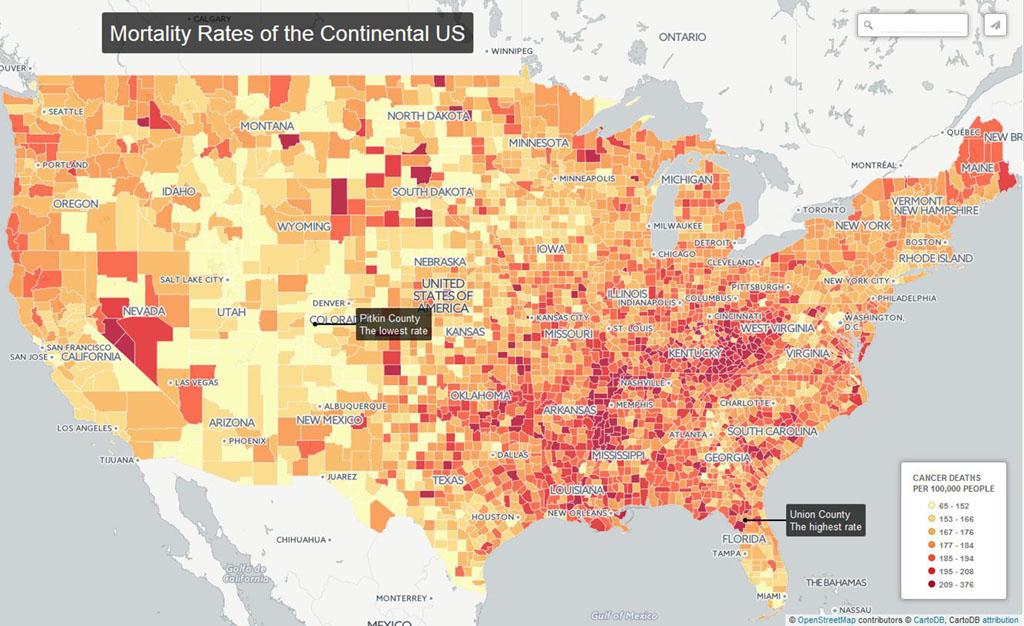 CALGARY
Mortality Rates of the Continental US
ONTARIO
WINNIPEG
OUVER
SEATTLE
MONTANA
NORTH DAKOTA
MINNESOTA
QUÉBEC
NEW BR
MONTRÉAL
MAINE
PORTLAND
OREGON
IDAHO
SOUTH DAKOTA
MINNEAPOLIS
MICHIGAN
TORONTO
VERMONT
NEW HAMPSHIRE
WYOMING
MILWAUKEE
NEW YORK
DETROIT
BOSTON
IOWA
CHICAGO
CLEVELAND
RHODE ISLAND
NEBRASKA
SALT LAKE CITY
UNITED
STATES OF
AMERICA
NEW YORK CITY
PITTSBURGH
ILLINOIS
INDIANAPOLIS
COLUMBUS
PHILADELPHIA
NEVADA
UTAH
DENVER
COLORAD
Pitkin County
The lowest rate
KANSAS
KANSAS CITY
MISSOURI
ST. LOUIS
CINCINNATI
WEST VIRGINIA
WASHINGTON,
D.C.
SAN FRANCISCO
SAN JOSE
CALIFORNIA
KENTUCKY
VIRGINIA
LAS VEGAS
NASHVILLE
OKLAHOMA
ARKANSAS
MEMPHIS
CHARLOTTE
ALBUQUERQUE
NEW MEXICO
LOS ANGELES
ARIZONA
PHOENIX
SOUTH CAROLINA
ATLANTA
TIJUANA
DALLAS
MISSISSIPPI
GEORGIA
JUAREZ
TEXAS
LOUISIANA
CANCER DEATHS
PER 100,000 PEOPLE
65 - 152
153 - 166
167 - 176
177 - 184
185 - 194
195 - 208
209 - 376
HOUSTON
NEW ORLEANS
Union County
The highest rate
CHIHUAHUA
FLORIDA
TAMPA
Golfo de
California
THE BAHAMAS
MONTERREY
MIAMI
NASSAU
MEXICO
Gulf of Mexico
© OpenStreetMap contributors © CartoDB, CartoDB attribution